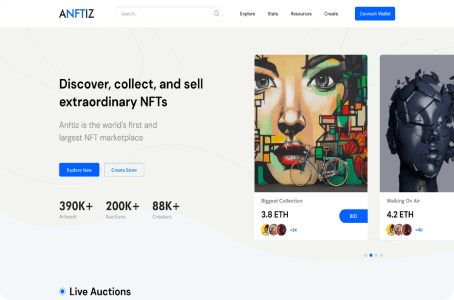 ANFTIZ
Search..
Explore
Stats
Resources
Create
Connect Wallet
Discover, collect, and sell
extraordinary NFTs
Anftiz is the world's first and
largest NFT marketplace
Explore Now
Create Store
390K+
Artwork
200K+
Auctions
88K+
Creators
Biggest Collection
3.8 ETH
BID
+34
Walking On Air
4.2 ETH
+40
Live Auctions